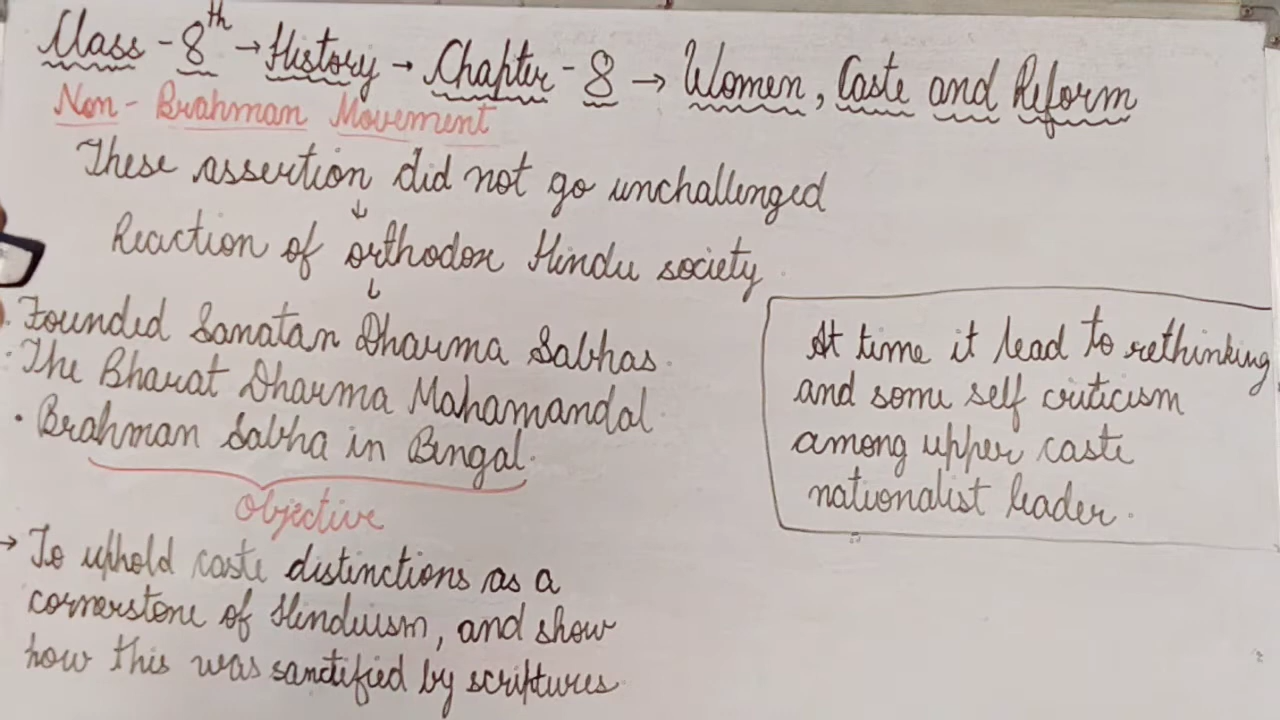 Class - 8th → History → Chapter - 8 → Women, Caste and Reform
Non - Brahman Movement
These assertion did not go unchallenged
↓
Reaction of orthodox Hindu society
↓
• Founded Sanatan Dharma Sabhas.
• The Bharat Dharma Mahamandal
• Brahman Sabha in Bengal.
Objective
→ To uphold caste distinctions as a
cornerstone of Hinduism, and show
how this was sanctified by scriptures
At time it lead to rethinking
and some self criticism
among upper caste
nationalist leader.